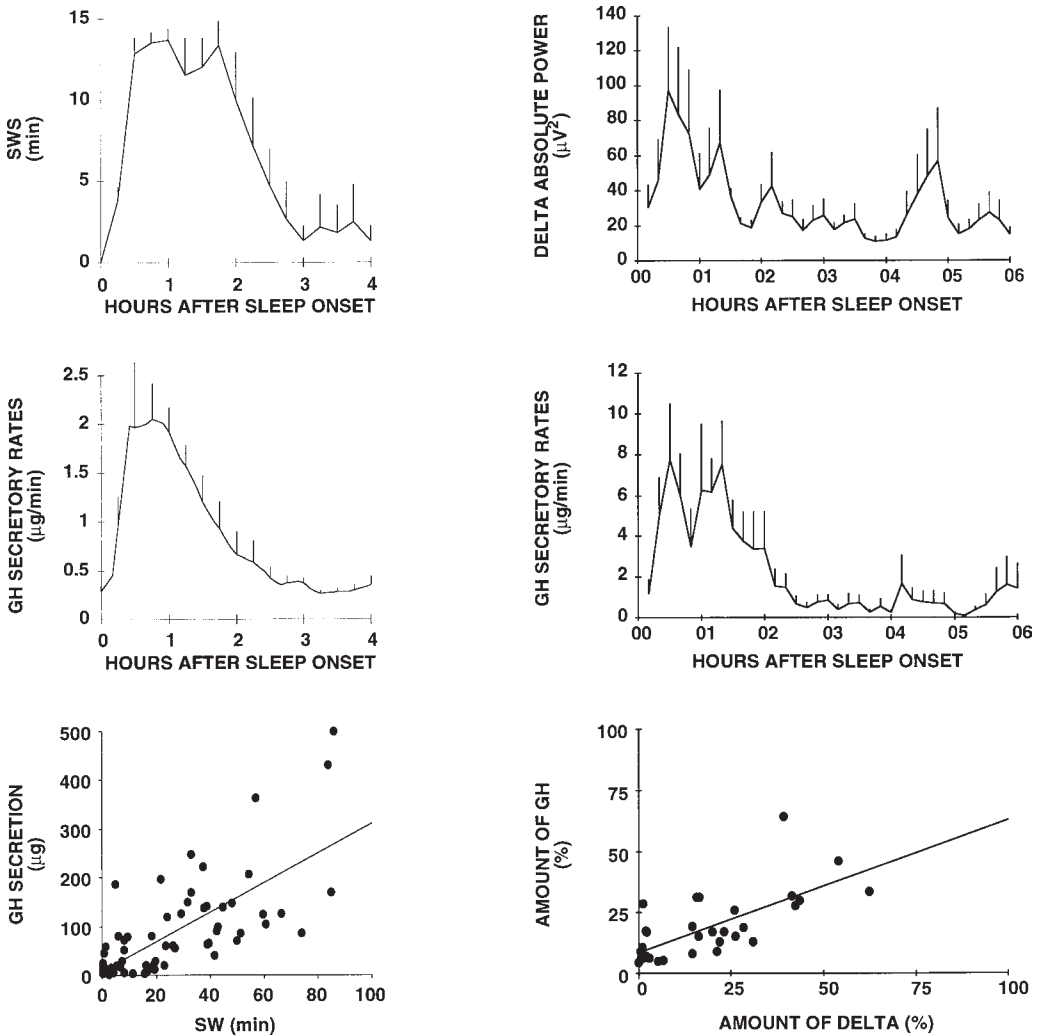 SWS
(min)
15
10
5
0
0 1 2 3 4
HOURS AFTER SLEEP ONSET
DELTA ABSOLUTE POWER
(µV²)
140
120
100
80
60
40
20
0
00 01 02 03 04 05 06
HOURS AFTER SLEEP ONSET
GH SECRETORY RATES
(µg/min)
2.5
2
1.5
1
0.5
0
0 1 2 3 4
HOURS AFTER SLEEP ONSET
GH SECRETORY RATES
(µg/min)
12
10
8
6
4
2
0
00 01 02 03 04 05 06
HOURS AFTER SLEEP ONSET
GH SECRETION
(µg)
500
400
300
200
100
0
0 20 40 60 80 100
SW (min)
AMOUNT OF GH
(%)
100
75
50
25
0
0 25 50 75 100
AMOUNT OF DELTA (%)